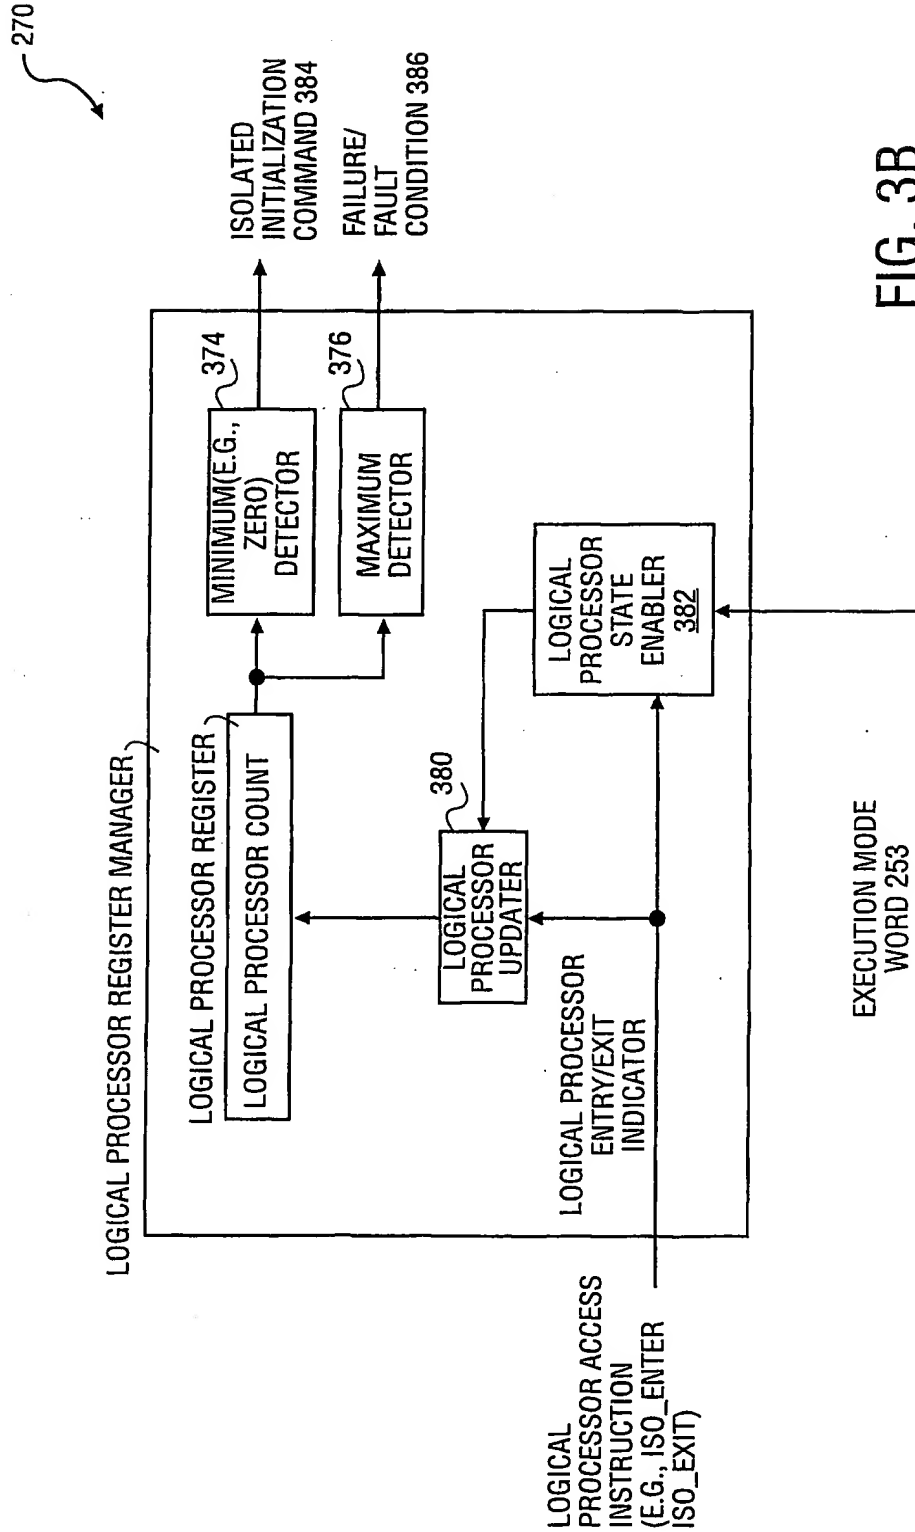 270
LOGICAL PROCESSOR REGISTER MANAGER
LOGICAL PROCESSOR REGISTER
LOGICAL PROCESSOR COUNT
374
MINIMUM(E.G.,
ZERO)
DETECTOR
ISOLATED
INITIALIZATION
COMMAND 384
376
MAXIMUM
DETECTOR
FAILURE/
FAULT
CONDITION 386
380
LOGICAL
PROCESSOR
UPDATER
LOGICAL
PROCESSOR
STATE
ENABLER
382
LOGICAL PROCESSOR
ENTRY/EXIT
INDICATOR
LOGICAL
PROCESSOR ACCESS
INSTRUCTION
(E.G., ISO_ENTER
ISO_EXIT)
EXECUTION MODE
WORD 253
FIG. 3B